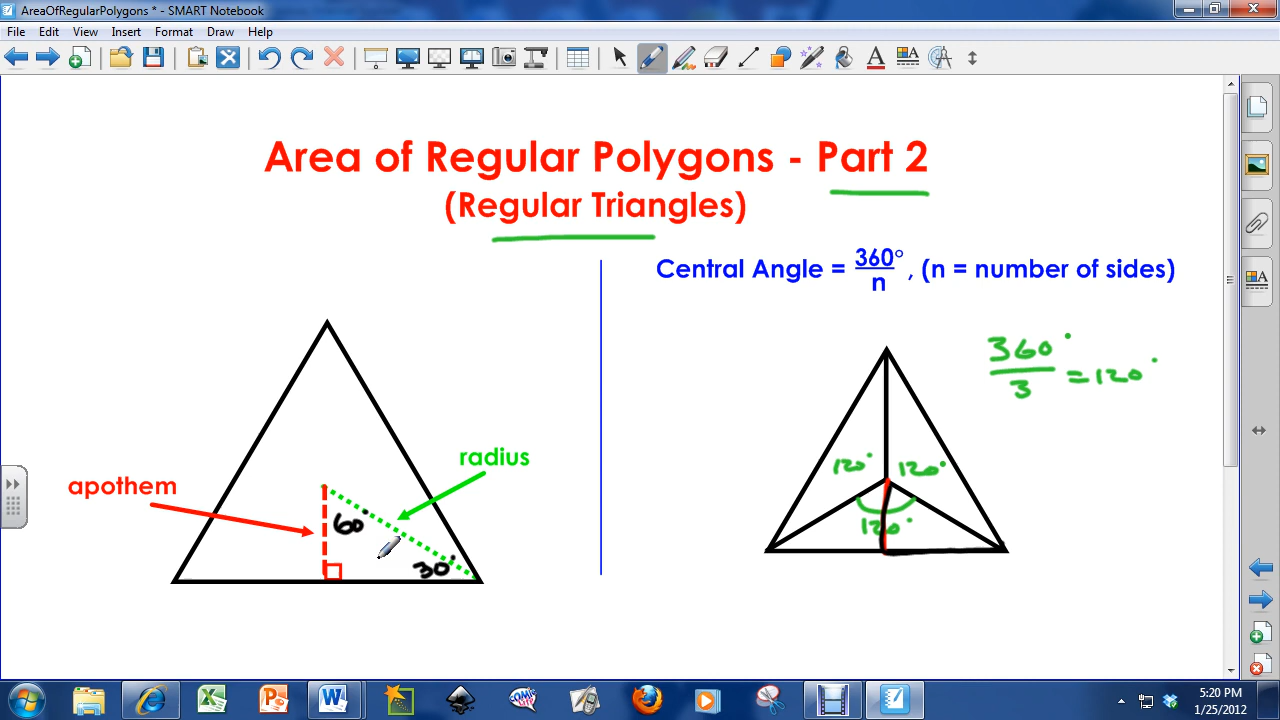 AreaOfRegularPolygons * - SMART Notebook
File Edit View Insert Format Draw Help
Area of Regular Polygons - Part 2
(Regular Triangles)
Central Angle = 360°/n , (n = number of sides)
360°/3 = 120°
radius
apothem
60°
30°
120° 120°
120°
5:20 PM
1/25/2012